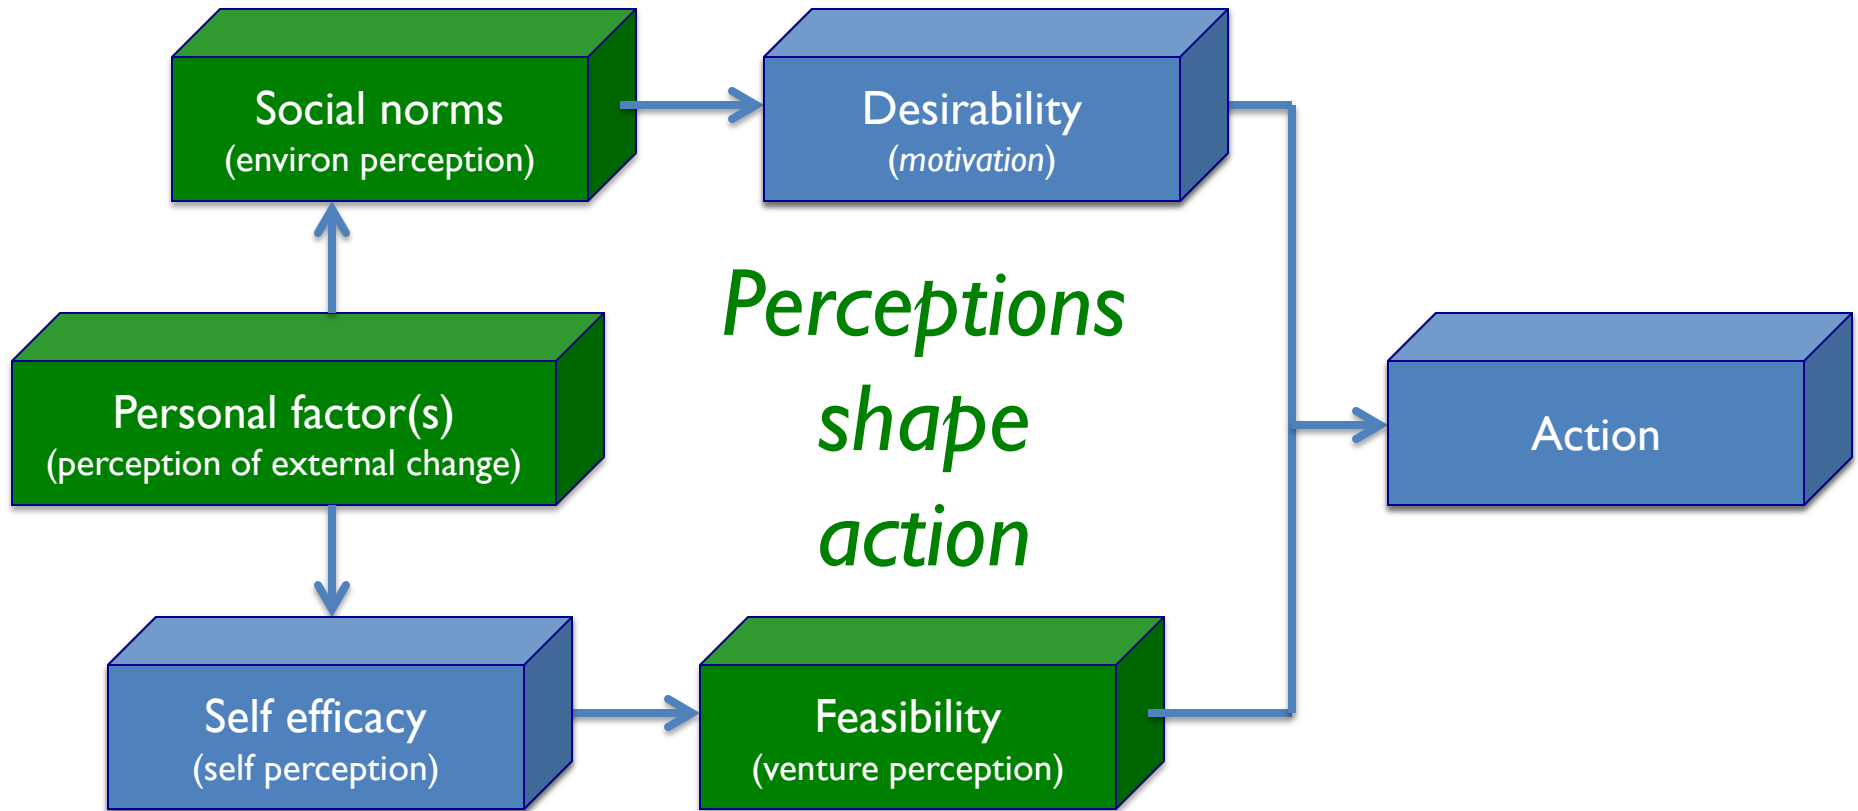 Social norms
(environ perception)
Desirability
(motivation)
Perceptions
shape
action
Personal factor(s)
(perception of external change)
Action
Self efficacy
(self perception)
Feasibility
(venture perception)